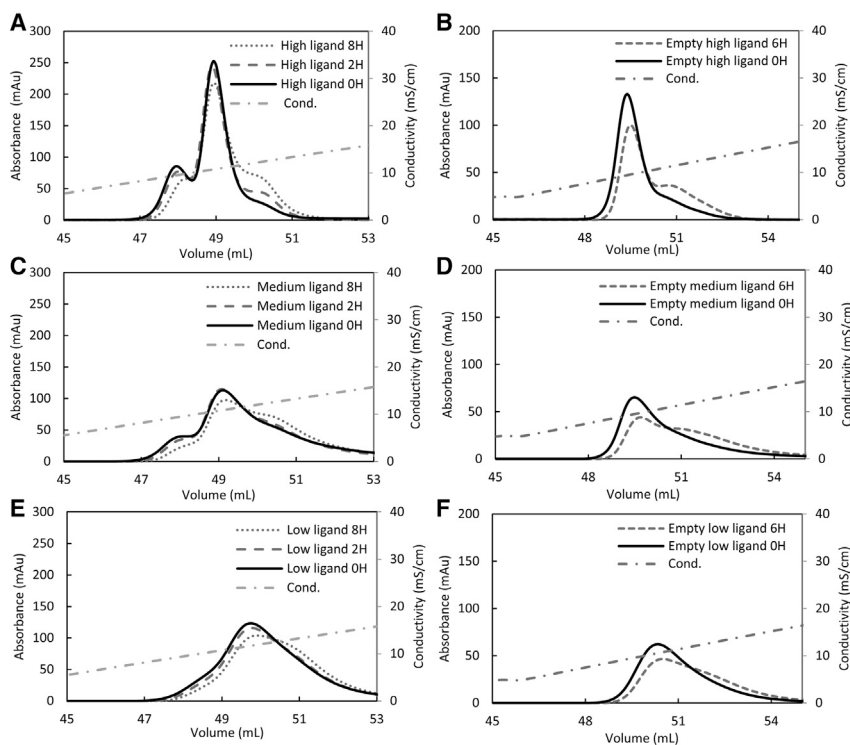 A
High ligand 8H
High ligand 2H
High ligand 0H
Cond.
300
250
200
150
100
50
0
40
30
20
10
0
45 47 49 51 53
Absorbance (mAu)
Conductivity (mS/cm)
Volume (mL)
B
Empty high ligand 6H
Empty high ligand 0H
Cond.
200
150
100
50
0
40
30
20
10
0
45 48 51 54
Absorbance (mAu)
Conductivity (mS/cm)
Volume (mL)
C
Medium ligand 8H
Medium ligand 2H
Medium ligand 0H
Cond.
300
250
200
150
100
50
0
40
30
20
10
0
45 47 49 51 53
Absorbance (mAu)
Conductivity (mS/cm)
Volume (mL)
D
Empty medium ligand 6H
Empty medium ligand 0H
Cond.
200
150
100
50
0
40
30
20
10
0
45 48 51 54
Absorbance (mAu)
Conductivity (mS/cm)
Volume (mL)
E
Low ligand 8H
Low ligand 2H
Low ligand 0H
Cond.
300
250
200
150
100
50
0
40
30
20
10
0
45 47 49 51 53
Absorbance (mAu)
Conductivity (mS/cm)
Volume (mL)
F
Empty low ligand 6H
Empty low ligand 0H
Cond.
200
150
100
50
0
40
30
20
10
0
45 48 51 54
Absorbance (mAu)
Conductivity (mS/cm)
Volume (mL)